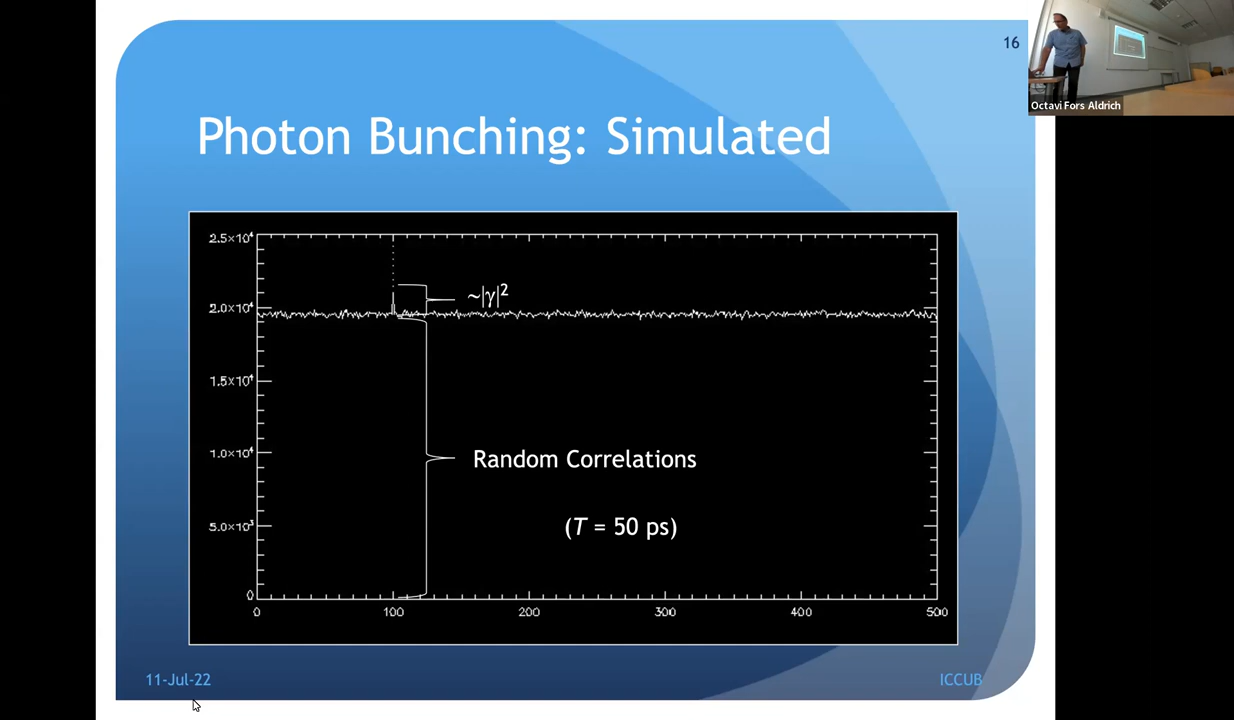 16
Octavi Fors Aldrich
Photon Bunching: Simulated
2.5×10⁴
~|γ|²
2.0×10⁴
1.5×10⁴
1.0×10⁴
Random Correlations
(T = 50 ps)
5.0×10³
0
0 100 200 300 400 500
11-Jul-22
ICCUB